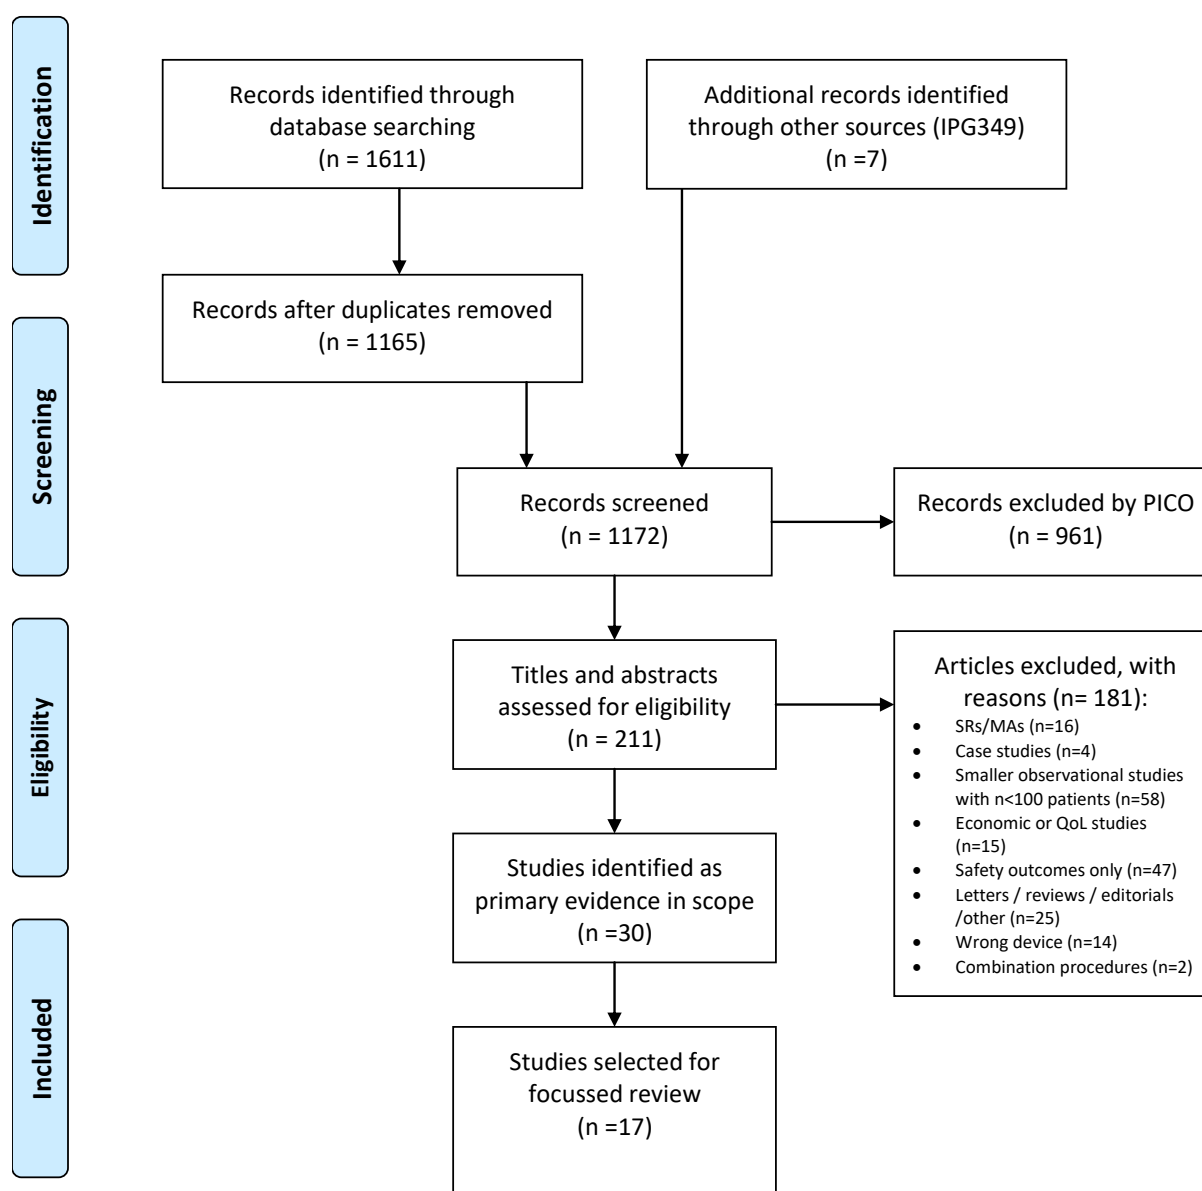 Identification
Records identified through
database searching
(n = 1611)
Additional records identified
through other sources (IPG349)
(n =7)
Records after duplicates removed
(n = 1165)
Screening
Records screened
(n = 1172)
Records excluded by PICO
(n = 961)
Eligibility
Titles and abstracts
assessed for eligibility
(n = 211)
Articles excluded, with
reasons (n= 181):
• SRs/MAs (n=16)
• Case studies (n=4)
• Smaller observational studies
with n<100 patients (n=58)
• Economic or QoL studies
(n=15)
• Safety outcomes only (n=47)
• Letters / reviews / editorials
/other (n=25)
• Wrong device (n=14)
• Combination procedures (n=2)
Studies identified as
primary evidence in scope
(n =30)
Included
Studies selected for
focussed review
(n =17)